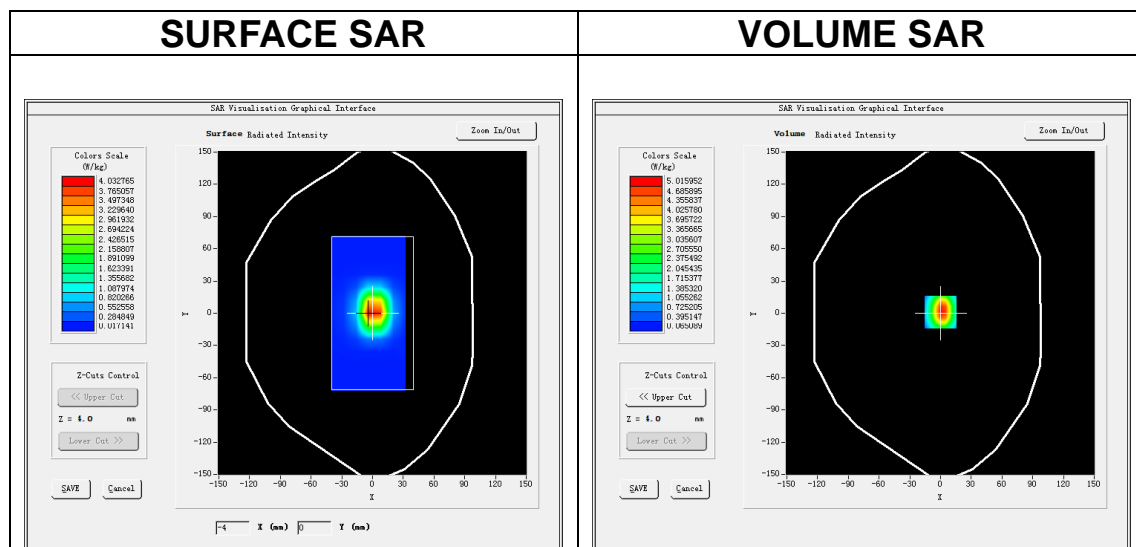 SURFACE SAR
VOLUME SAR
SAR Visualisation Graphical Interface
Surface Radiated Intensity
Zoom In/Out
Colors Scale
(W/kg)
4.032765
3.765057
3.497348
3.229640
2.961932
2.694224
2.426515
2.158807
1.891099
1.623391
1.355682
1.087974
0.820266
0.552558
0.284849
0.017141
Z-Cuts Control
<< Upper Cut
Z = 4.0 mm
Lower Cut >>
SAVE Cancel
150
120
90
60
30
0
-30
-60
-90
-120
-150
Y
-150 -120 -90 -60 -30 0 30 60 90 120 150
X
-4 X (mm) 0 Y (mm)
SAR Visualisation Graphical Interface
Volume Radiated Intensity
Zoom In/Out
Colors Scale
(W/kg)
5.015952
4.685895
4.355837
4.025780
3.695722
3.365665
3.035607
2.705550
2.375492
2.045435
1.715377
1.385320
1.055262
0.725205
0.395147
0.065089
Z-Cuts Control
<< Upper Cut
Z = 4.0 mm
Lower Cut >>
SAVE Cancel
150
120
90
60
30
0
-30
-60
-90
-120
-150
Y
-150 -120 -90 -60 -30 0 30 60 90 120 150
X